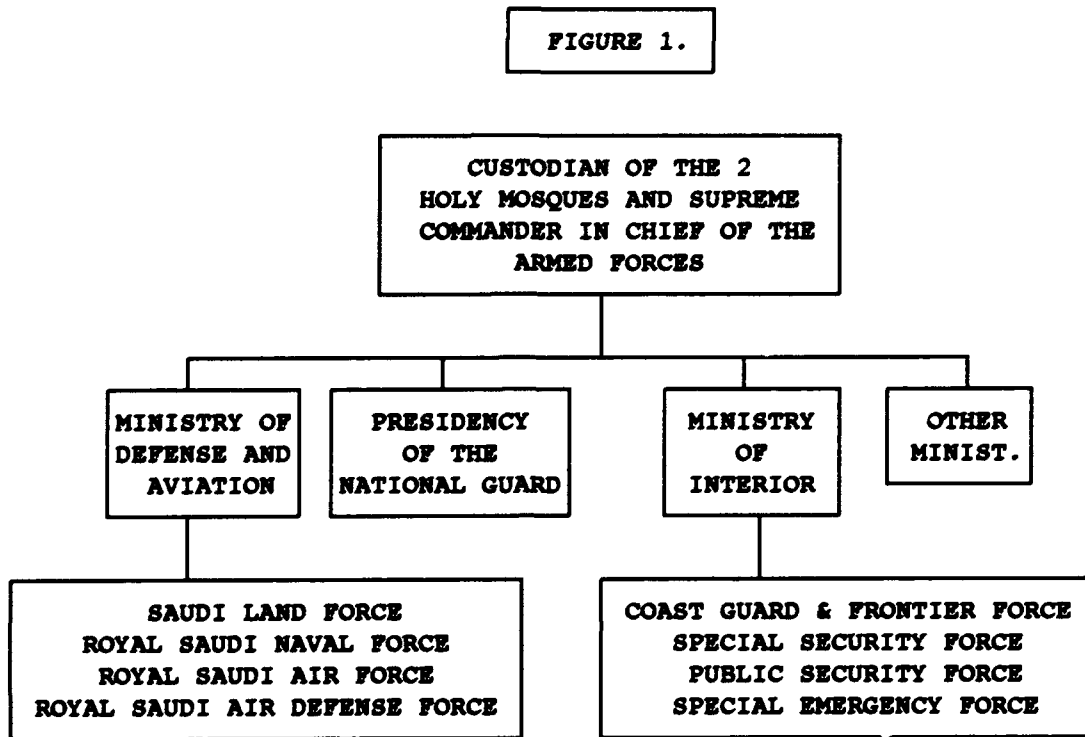 FIGURE 1.
CUSTODIAN OF THE 2
HOLY MOSQUES AND SUPREME
COMMANDER IN CHIEF OF THE
ARMED FORCES
MINISTRY OF
DEFENSE AND
AVIATION
PRESIDENCY
OF THE
NATIONAL GUARD
MINISTRY
OF
INTERIOR
OTHER
MINIST.
SAUDI LAND FORCE
ROYAL SAUDI NAVAL FORCE
ROYAL SAUDI AIR FORCE
ROYAL SAUDI AIR DEFENSE FORCE
COAST GUARD & FRONTIER FORCE
SPECIAL SECURITY FORCE
PUBLIC SECURITY FORCE
SPECIAL EMERGENCY FORCE